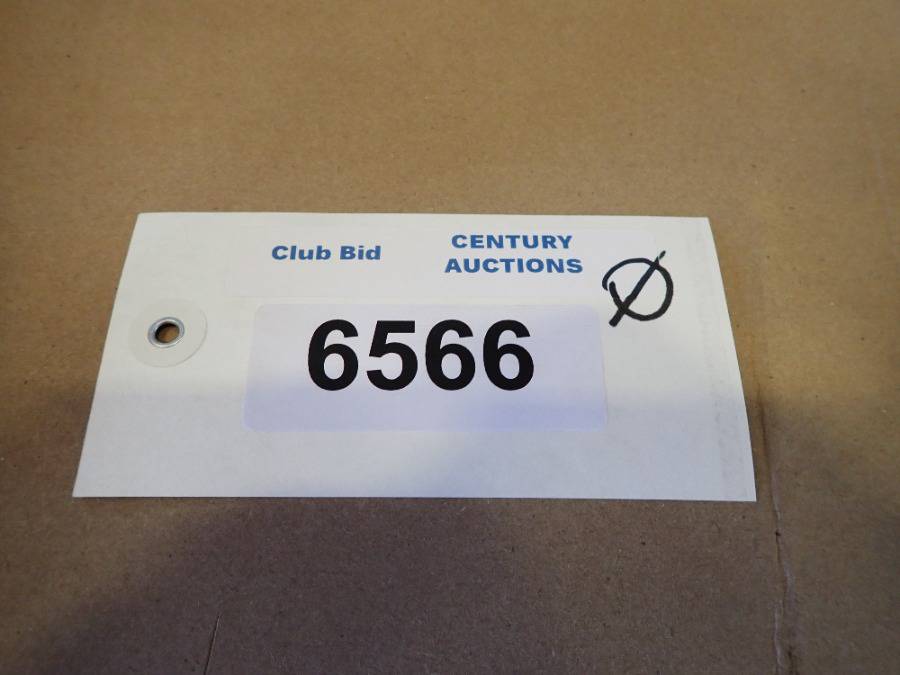 Club Bid
CENTURY
AUCTIONS
Ø
6566